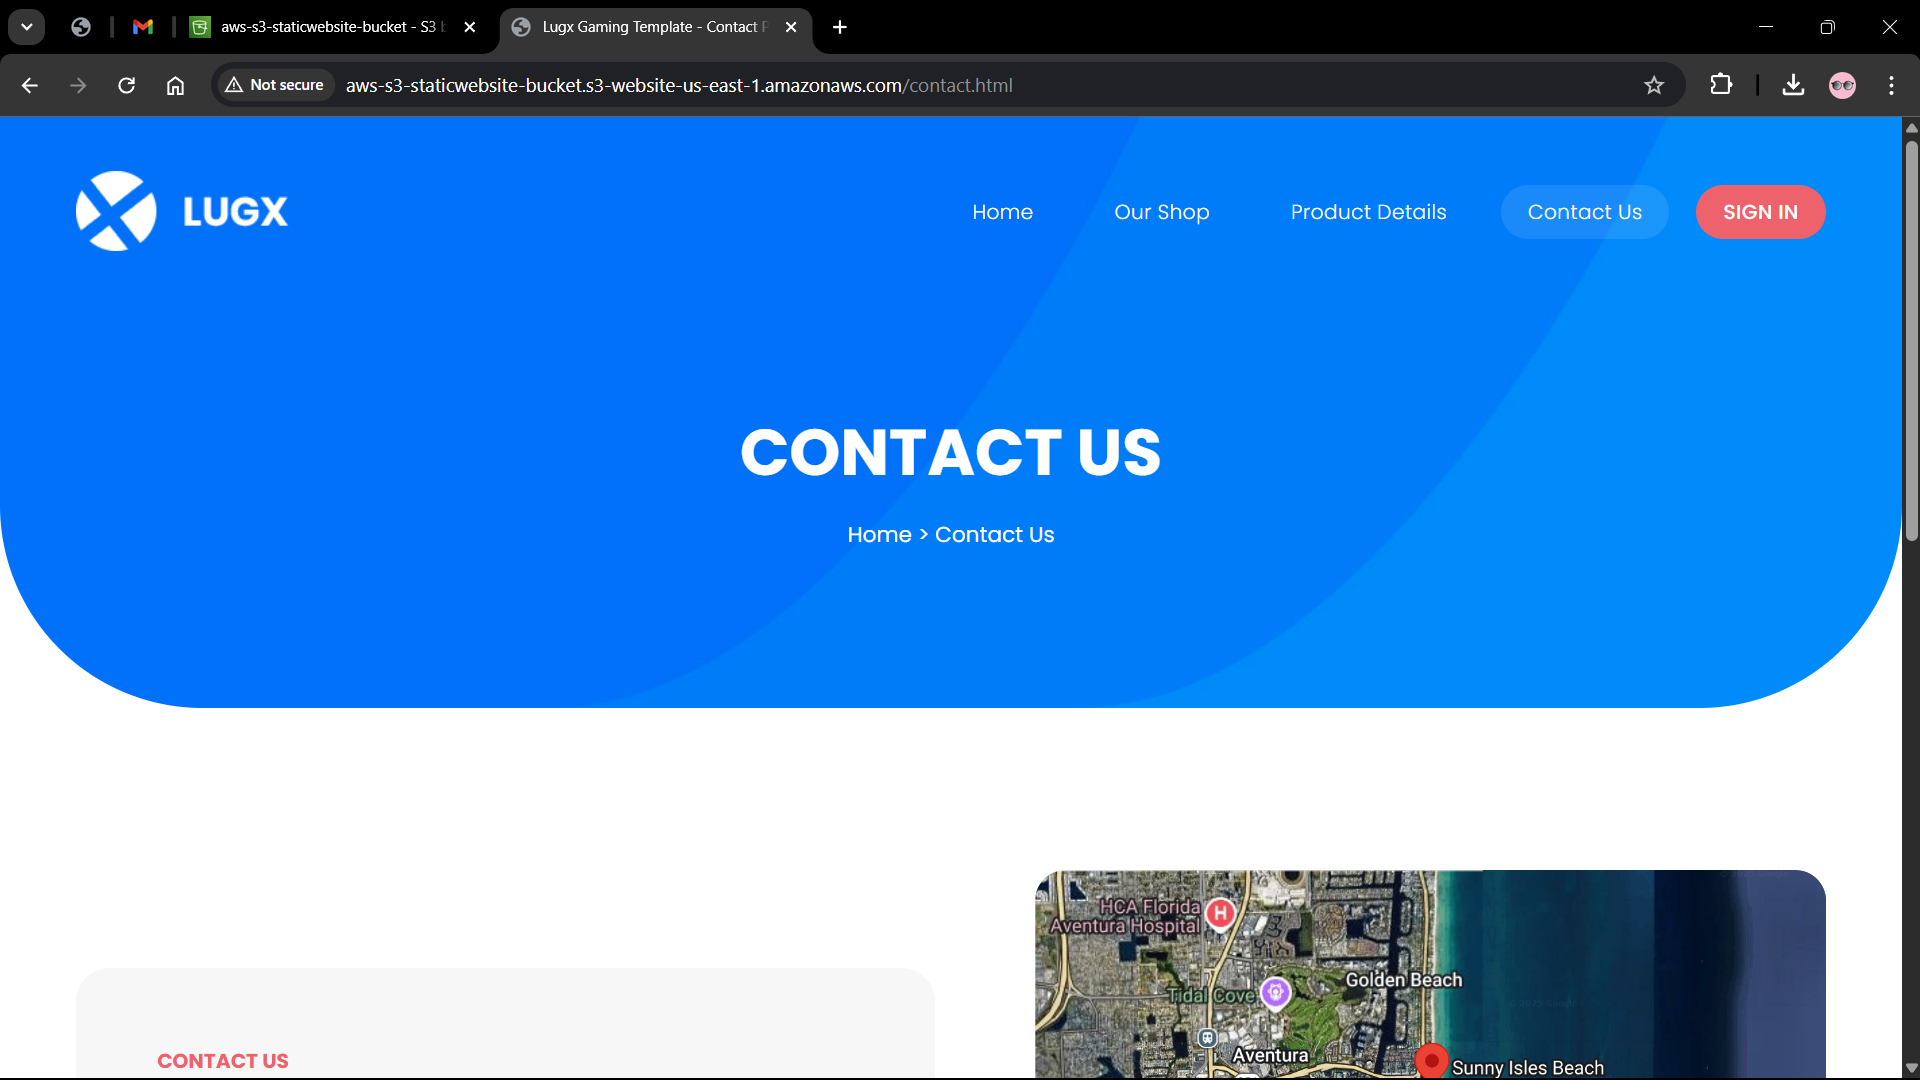 aws-s3-staticwebsite-bucket - S3 b
Lugx Gaming Template - Contact P
Not secure
aws-s3-staticwebsite-bucket.s3-website-us-east-1.amazonaws.com/contact.html
LUGX
Home
Our Shop
Product Details
Contact Us
SIGN IN
CONTACT US
Home > Contact Us
HCA Florida
Aventura Hospital
H
Golden Beach
Tidal Cove
Aventura
Sunny Isles Beach
CONTACT US